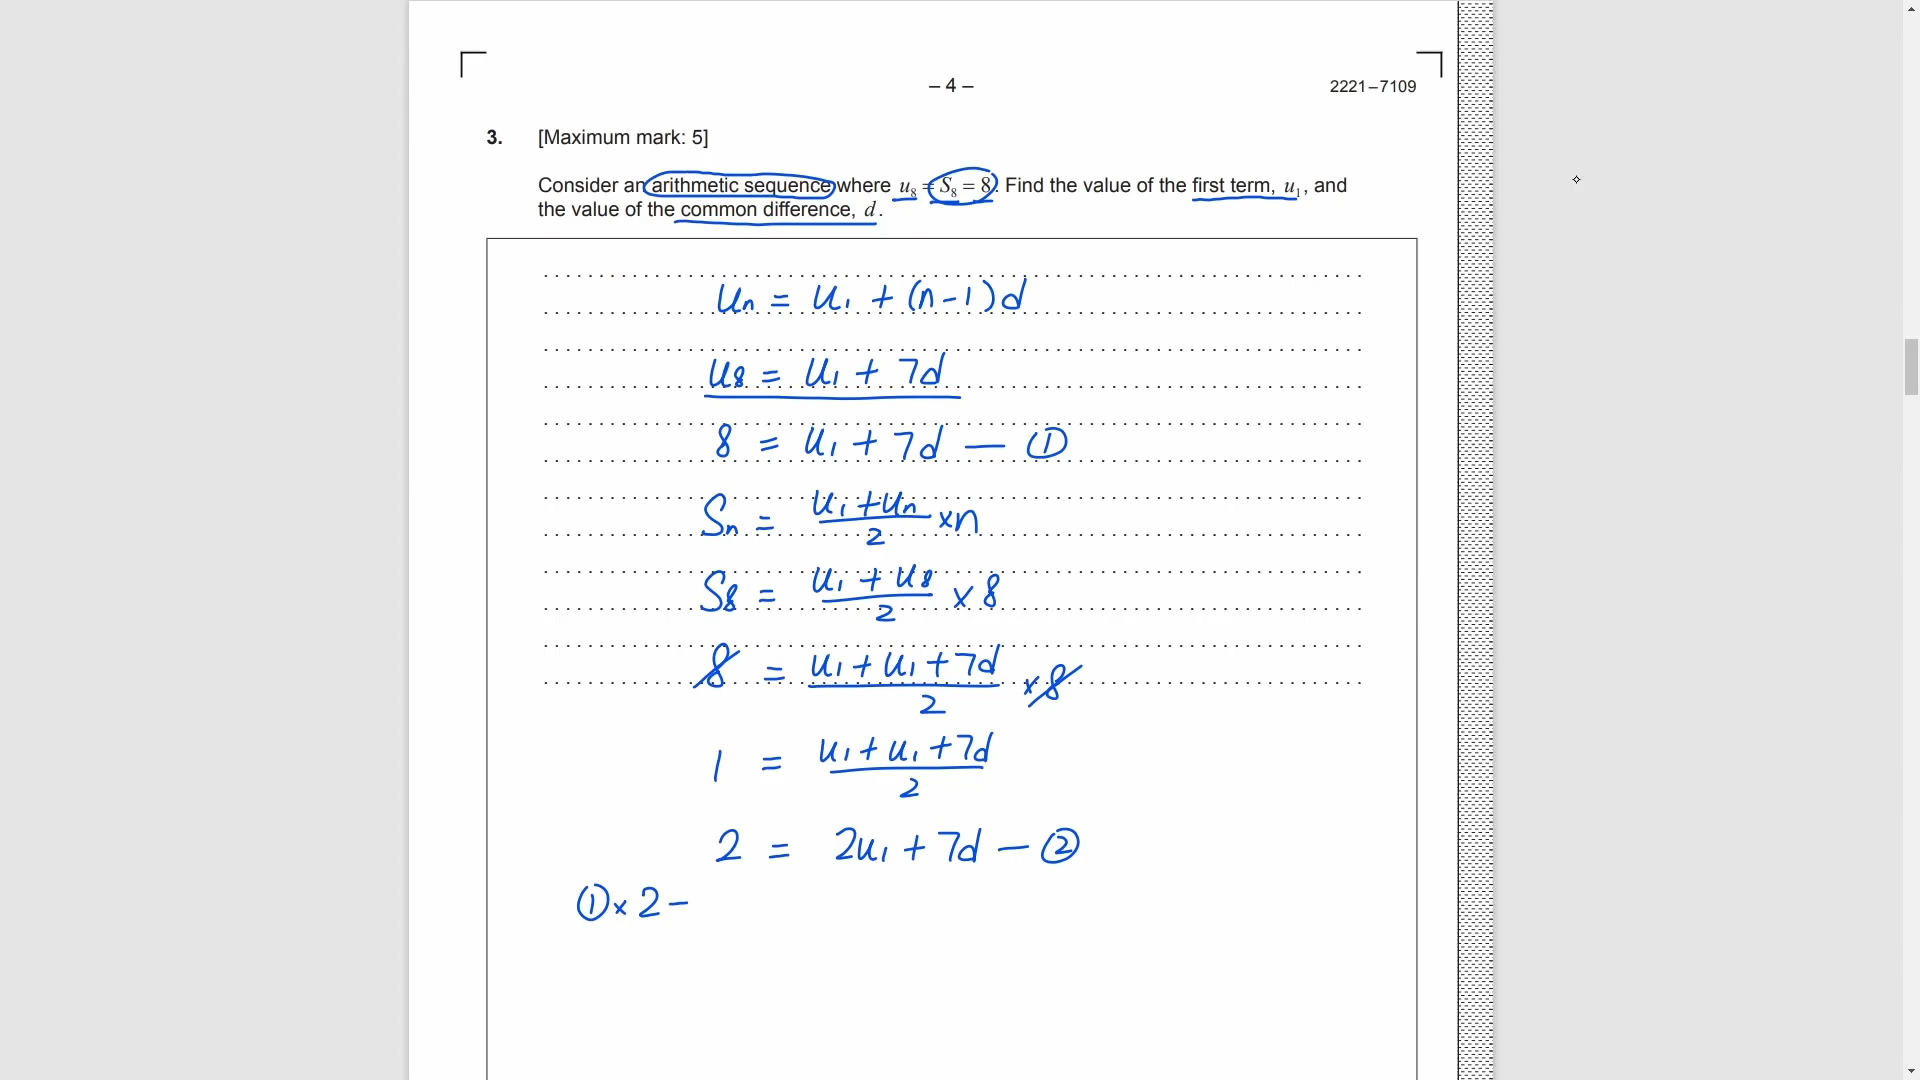 – 4 –
2221–7109
3. [Maximum mark: 5]
Consider an arithmetic sequence where u₈ = S₈ = 8. Find the value of the first term, u₁, and
the value of the common difference, d.
uₙ = u₁ + (n-1)d
u₈ = u₁ + 7d
8 = u₁ + 7d — ①
Sₙ = (u₁+uₙ)/2 ×n
S₈ = (u₁ + u₈)/2 × 8
8 = (u₁ + u₁ + 7d)/2 ×8
1 = (u₁ + u₁ + 7d)/2
2 = 2u₁ + 7d — ②
①× 2 –